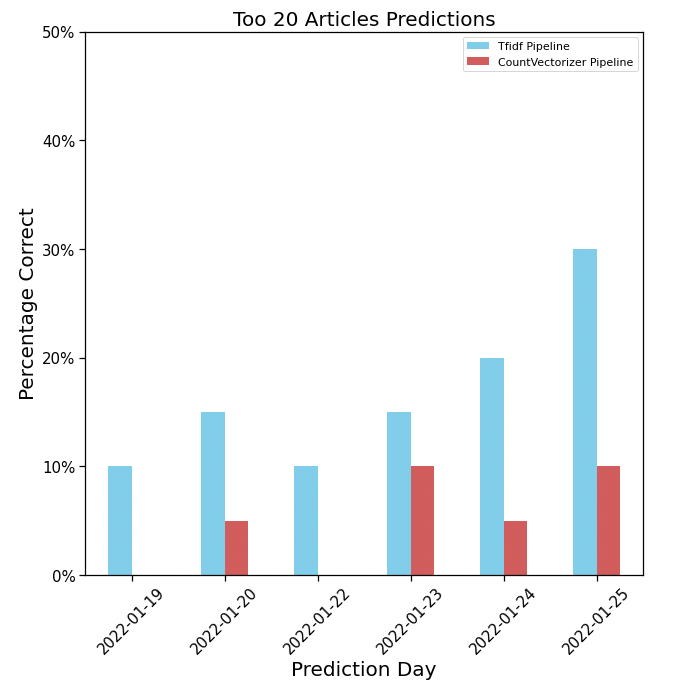 Too 20 Articles Predictions
Tfidf Pipeline
CountVectorizer Pipeline
Percentage Correct
50%
40%
30%
20%
10%
0%
2022-01-19
2022-01-20
2022-01-22
2022-01-23
2022-01-24
2022-01-25
Prediction Day